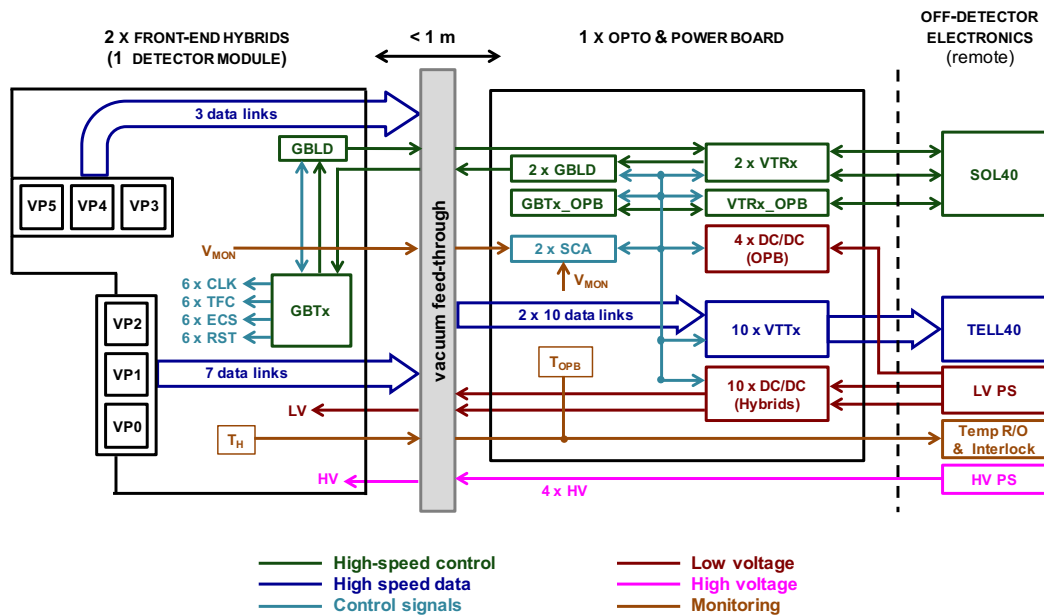 2 X FRONT-END HYBRIDS
(1 DETECTOR MODULE)
< 1 m
1 X OPTO & POWER BOARD
OFF-DETECTOR
ELECTRONICS
(remote)
3 data links
GBLD
2 x GBLD
2 x VTRx
SOL40
VP5
VP4
VP3
GBTx_OPB
VTRx_OPB
VMON
2 x SCA
4 x DC/DC
(OPB)
VMON
6 x CLK
6 x TFC
6 x ECS
6 x RST
GBTx
vacuum feed-through
VP2
VP1
VP0
2 x 10 data links
10 x VTTx
TELL40
7 data links
TOPB
10 x DC/DC
(Hybrids)
LV PS
LV
TH
Temp R/O
& Interlock
HV
4 x HV
HV PS
High-speed control
High speed data
Control signals
Low voltage
High voltage
Monitoring